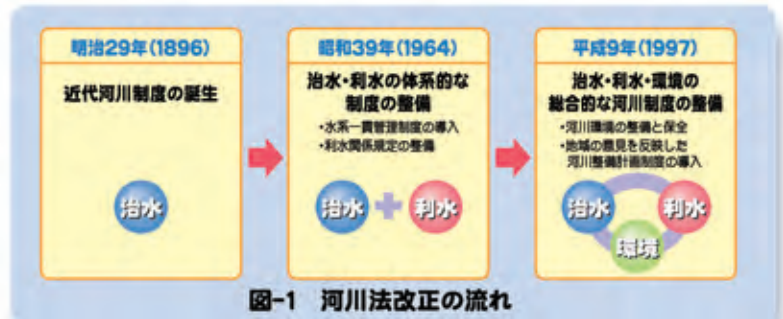 明治29年(1896)
近代河川制度の誕生
治水
昭和39年(1964)
治水・利水の体系的な
制度の整備
・水系一貫管理制度の導入
・利水関係規定の整備
治水
利水
平成9年(1997)
治水・利水・環境の
総合的な河川制度の整備
・河川環境の整備と保全
・地域の意見を反映した
河川整備計画制度の導入
治水
利水
環境
図-1 河川法改正の流れ